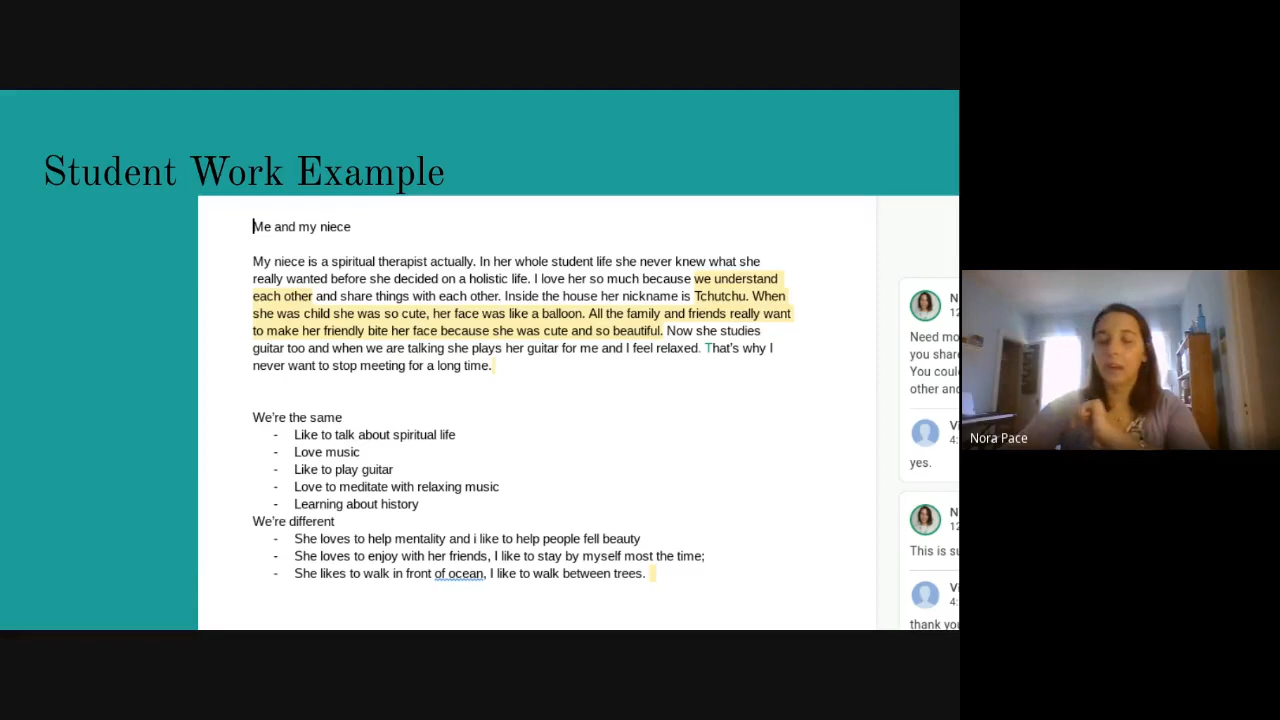 Student Work Example
Me and my niece
My niece is a spiritual therapist actually. In her whole student life she never knew what she
really wanted before she decided on a holistic life. I love her so much because we understand
each other and share things with each other. Inside the house her nickname is Tchutchu. When
she was child she was so cute, her face was like a balloon. All the family and friends really want
to make her friendly bite her face because she was cute and so beautiful. Now she studies
guitar too and when we are talking she plays her guitar for me and I feel relaxed. That's why I
never want to stop meeting for a long time.
We're the same
- Like to talk about spiritual life
- Love music
- Like to play guitar
- Love to meditate with relaxing music
- Learning about history
We're different
- She loves to help mentality and i like to help people fell beauty
- She loves to enjoy with her friends, I like to stay by myself most the time;
- She likes to walk in front of ocean, I like to walk between trees.
N
12
Need mo
you share
You coul
other and
Vi
4:
yes.
N
12
This is su
Vi
4:
thank you
Nora Pace